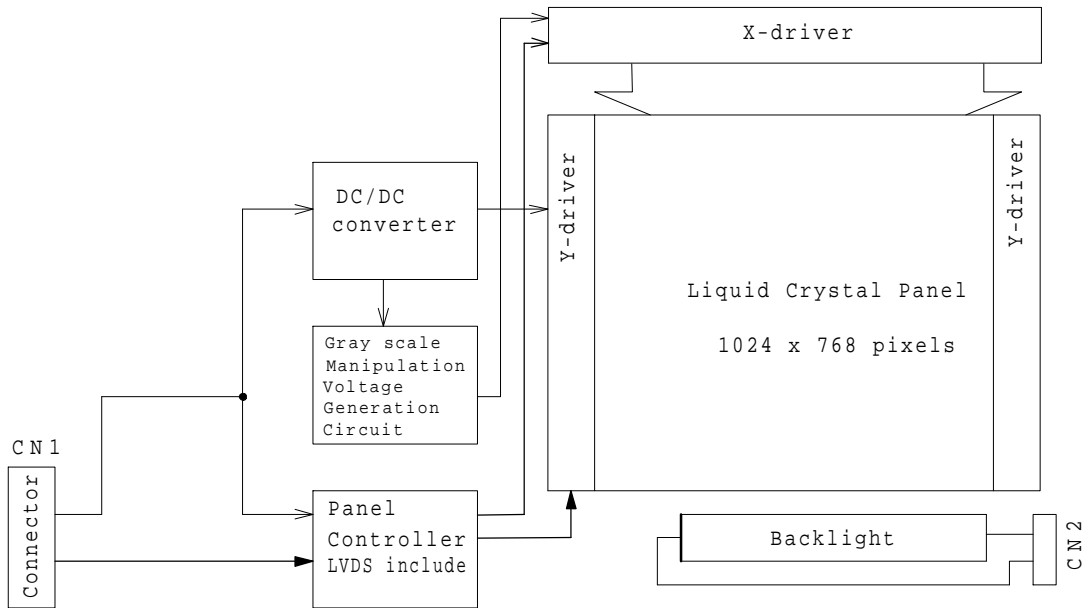 X-driver
Y-driver
Y-driver
DC/DC
converter
Liquid Crystal Panel
1024 x 768 pixels
Gray scale
Manipulation
Voltage
Generation
Circuit
CN1
Connector
Panel
Controller
LVDS include
Backlight
CN2